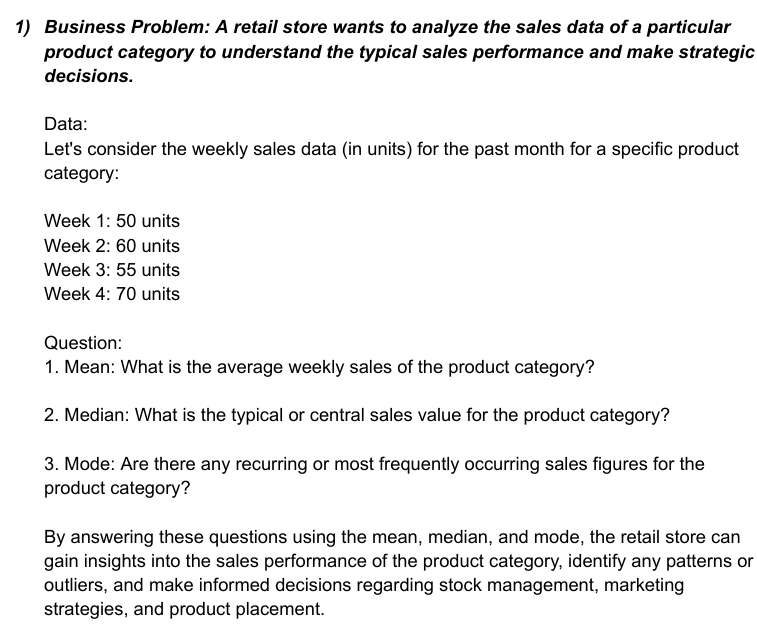 1) Business Problem: A retail store wants to analyze the sales data of a particular
product category to understand the typical sales performance and make strategic
decisions.
Data:
Let's consider the weekly sales data (in units) for the past month for a specific product
category:
Week 1: 50 units
Week 2: 60 units
Week 3: 55 units
Week 4: 70 units
Question:
1. Mean: What is the average weekly sales of the product category?
2. Median: What is the typical or central sales value for the product category?
3. Mode: Are there any recurring or most frequently occurring sales figures for the
product category?
By answering these questions using the mean, median, and mode, the retail store can
gain insights into the sales performance of the product category, identify any patterns or
outliers, and make informed decisions regarding stock management, marketing
strategies, and product placement.